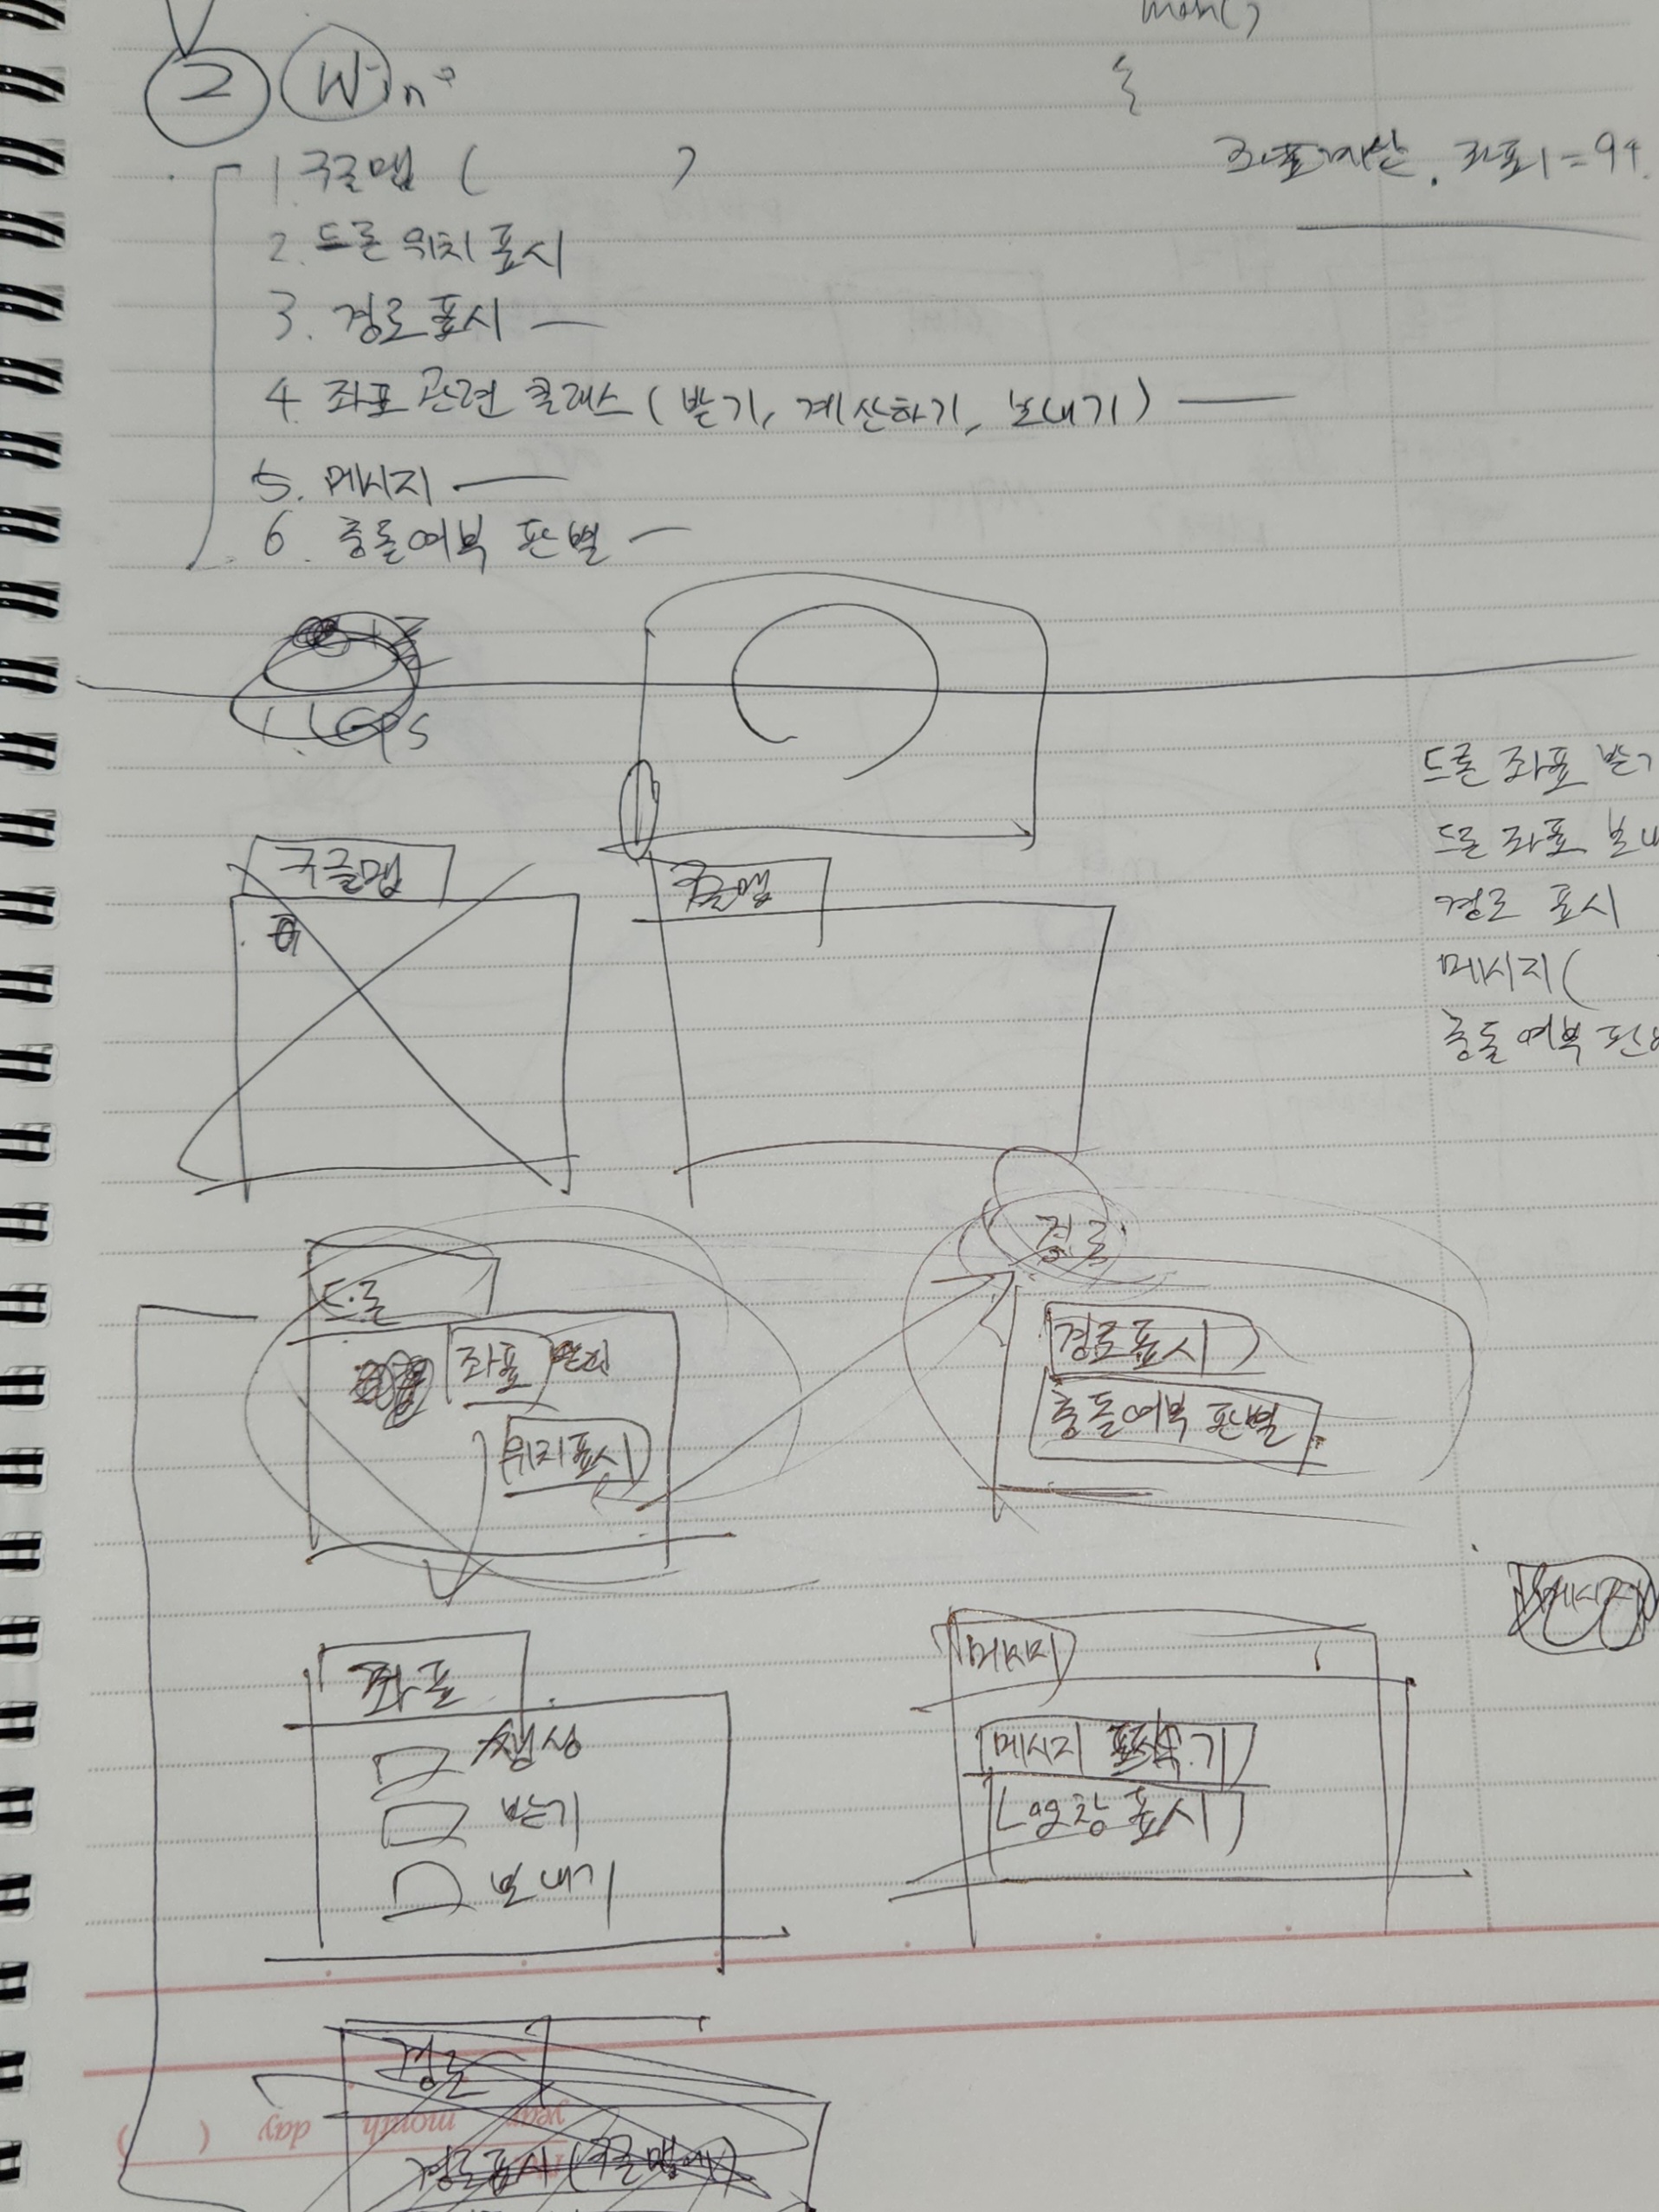 main()
② Win
{
1. 구글맵 ( )
좌표계산. 좌표1 = 94.
2. 드론 위치 표시
3. 경로 표시 —
4. 좌표 관련 클래스 (받기, 계산하기, 보내기) —
5. 메시지 —
6. 충돌여부 판별 —
1. GPS
드론 좌표 받기
드론 좌표 보내
경로 표시
메시지 (
충돌여부 판별
구글맵
구글맵
드론
경로
좌표
위치표시
경로표시
충돌여부 판별
메시지
좌표
생성
받기
보내기
메시지
메시지
Log창 표시
경로
경로표시 (구글맵에)
year month day ( )